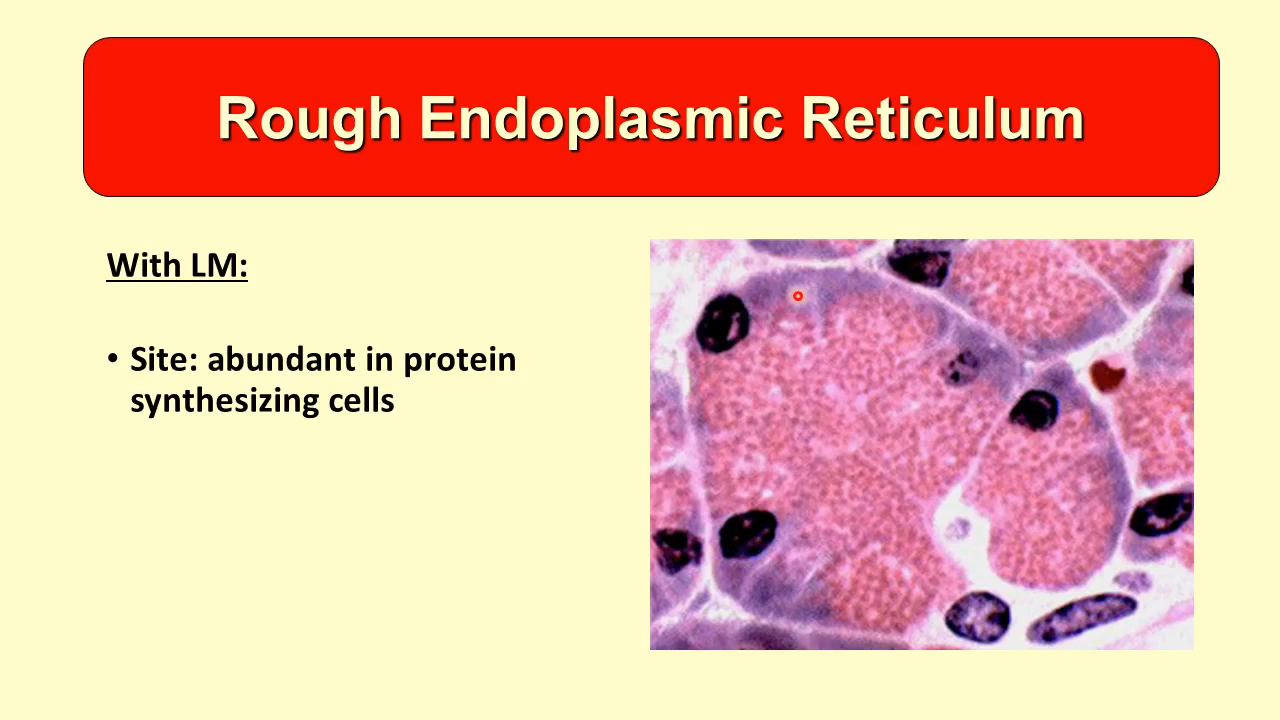 Rough Endoplasmic Reticulum
With LM:
• Site: abundant in protein
synthesizing cells